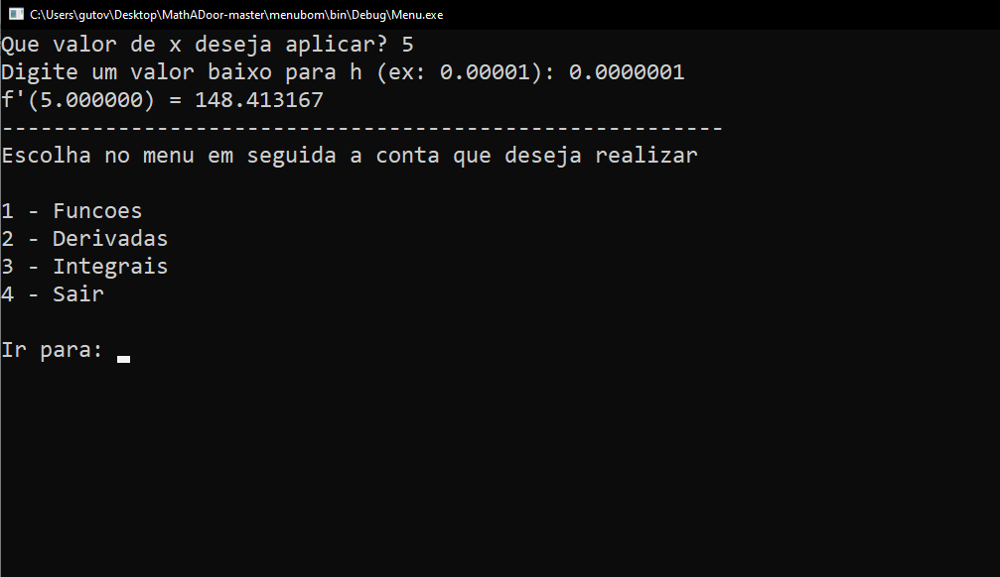 C:\Users\gutov\Desktop\MathADoor-master\menubom\bin\Debug\Menu.exe
Que valor de x deseja aplicar? 5
Digite um valor baixo para h (ex: 0.00001): 0.0000001
f'(5.000000) = 148.413167
--------------------------------------------------------
Escolha no menu em seguida a conta que deseja realizar
1 - Funcoes
2 - Derivadas
3 - Integrais
4 - Sair
Ir para: